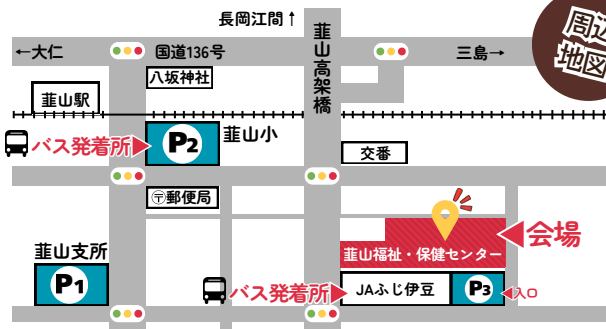 長岡江間↑
周辺
地図
←大仁
国道136号
三島→
韮山高架橋
八坂神社
韮山駅
P2
韮山小
バス発着所
交番
〒郵便局
会場
韮山福祉・保健センター
韮山支所
P1
バス発着所
JAふじ伊豆
P3
入口